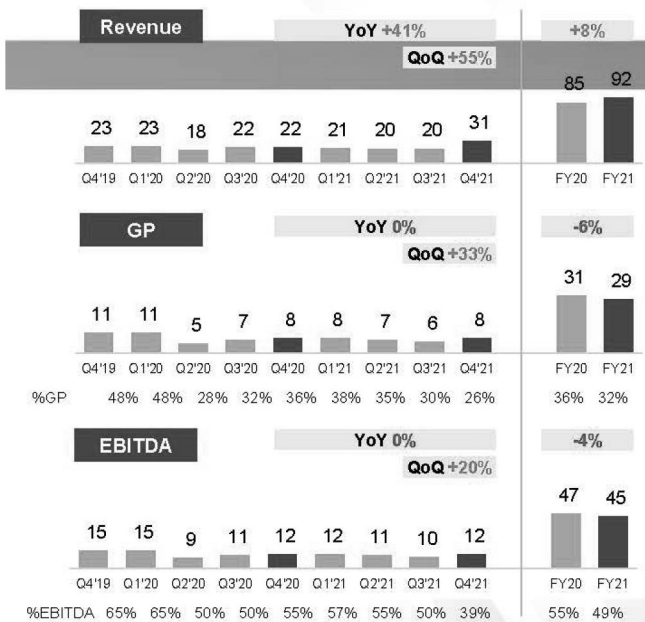 Revenue YoY +41% +8%
QoQ +55%
85 92
23 23 18 22 22 21 20 20 31
Q4'19 Q1'20 Q2'20 Q3'20 Q4'20 Q1'21 Q2'21 Q3'21 Q4'21 FY20 FY21
GP YoY 0% -6%
QoQ +33%
31 29
11 11 5 7 8 8 7 6 8
Q4'19 Q1'20 Q2'20 Q3'20 Q4'20 Q1'21 Q2'21 Q3'21 Q4'21 FY20 FY21
%GP 48% 48% 28% 32% 36% 38% 35% 30% 26% 36% 32%
EBITDA YoY 0% -4%
QoQ +20%
47 45
15 15 9 11 12 12 11 10 12
Q4'19 Q1'20 Q2'20 Q3'20 Q4'20 Q1'21 Q2'21 Q3'21 Q4'21 FY20 FY21
%EBITDA 65% 65% 50% 50% 55% 57% 55% 50% 39% 55% 49%